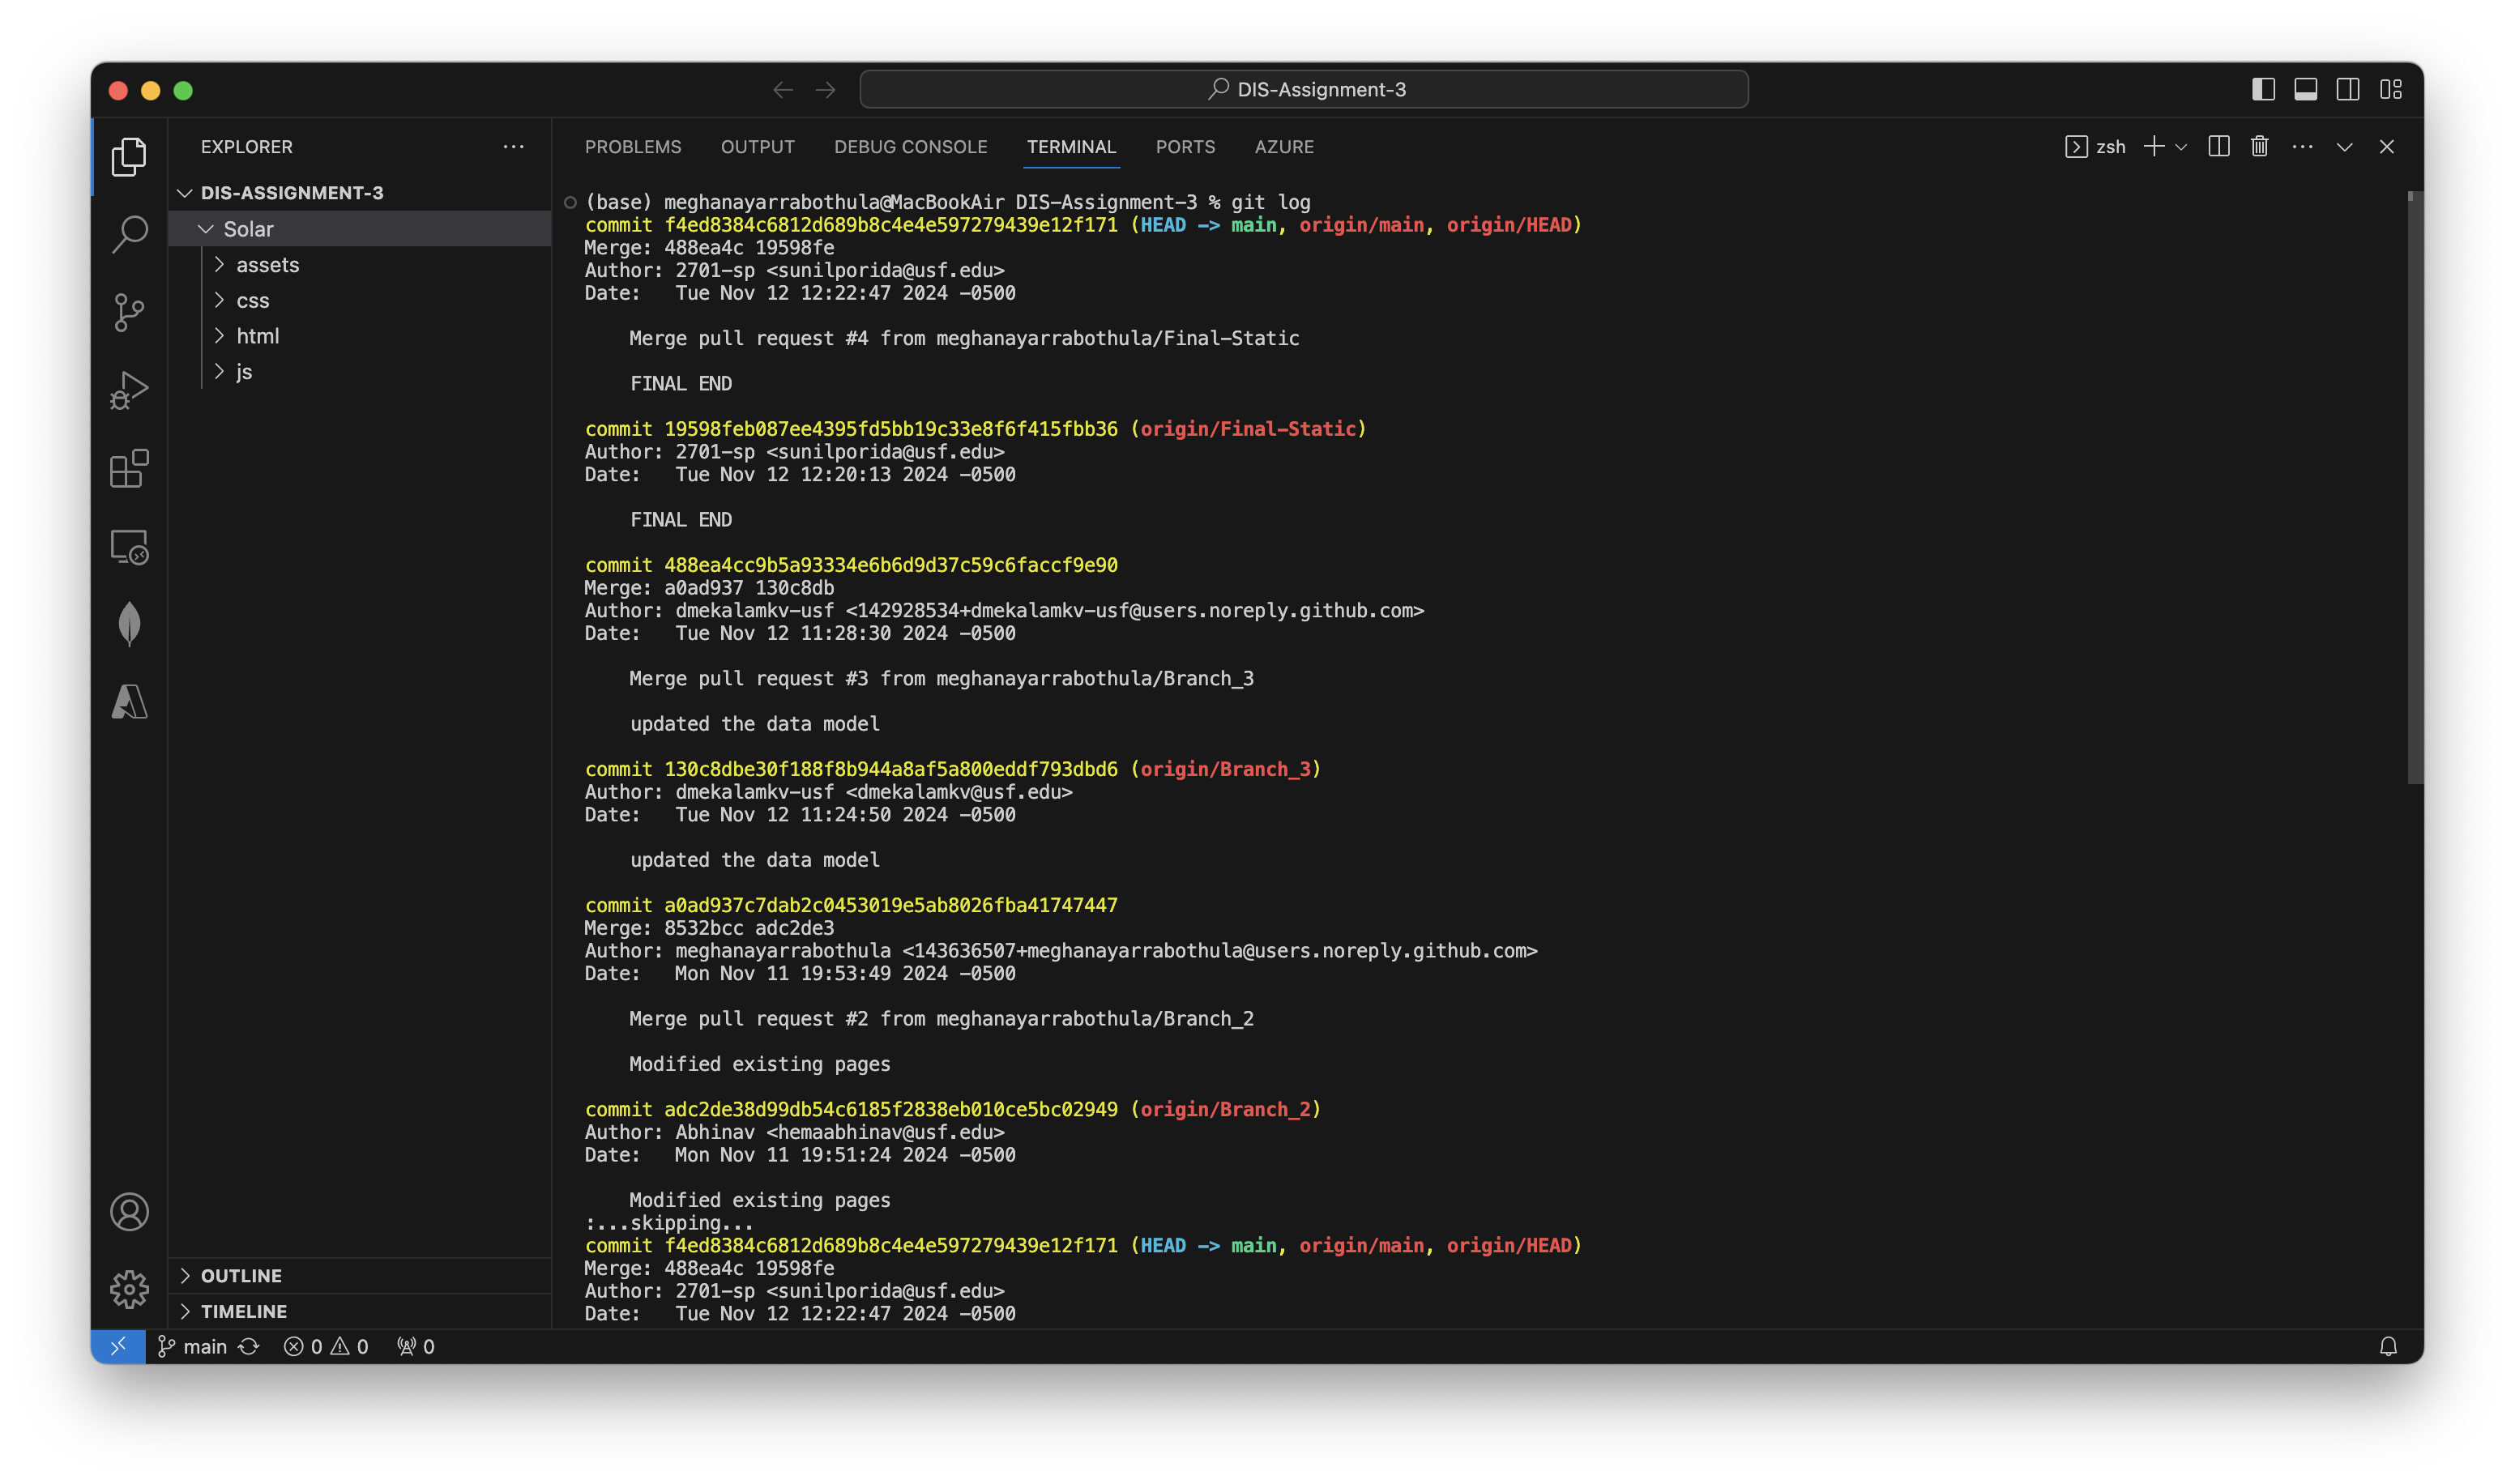 DIS-Assignment-3
EXPLORER
DIS-ASSIGNMENT-3
Solar
assets
css
html
js
OUTLINE
TIMELINE
PROBLEMS OUTPUT DEBUG CONSOLE TERMINAL PORTS AZURE
zsh
(base) meghanayarrabothula@MacBookAir DIS-Assignment-3 % git log
commit f4ed8384c6812d689b8c4e4e597279439e12f171 (HEAD -> main, origin/main, origin/HEAD)
Merge: 488ea4c 19598fe
Author: 2701-sp <sunilporida@usf.edu>
Date:   Tue Nov 12 12:22:47 2024 -0500
Merge pull request #4 from meghanayarrabothula/Final-Static
FINAL END
commit 19598feb087ee4395fd5bb19c33e8f6f415fbb36 (origin/Final-Static)
Author: 2701-sp <sunilporida@usf.edu>
Date:   Tue Nov 12 12:20:13 2024 -0500
FINAL END
commit 488ea4cc9b5a93334e6b6d9d37c59c6faccf9e90
Merge: a0ad937 130c8db
Author: dmekalamkv-usf <142928534+dmekalamkv-usf@users.noreply.github.com>
Date:   Tue Nov 12 11:28:30 2024 -0500
Merge pull request #3 from meghanayarrabothula/Branch_3
updated the data model
commit 130c8dbe30f188f8b944a8af5a800eddf793dbd6 (origin/Branch_3)
Author: dmekalamkv-usf <dmekalamkv@usf.edu>
Date:   Tue Nov 12 11:24:50 2024 -0500
updated the data model
commit a0ad937c7dab2c0453019e5ab8026fba41747447
Merge: 8532bcc adc2de3
Author: meghanayarrabothula <143636507+meghanayarrabothula@users.noreply.github.com>
Date:   Mon Nov 11 19:53:49 2024 -0500
Merge pull request #2 from meghanayarrabothula/Branch_2
Modified existing pages
commit adc2de38d99db54c6185f2838eb010ce5bc02949 (origin/Branch_2)
Author: Abhinav <hemaabhinav@usf.edu>
Date:   Mon Nov 11 19:51:24 2024 -0500
Modified existing pages
:...skipping...
commit f4ed8384c6812d689b8c4e4e597279439e12f171 (HEAD -> main, origin/main, origin/HEAD)
Merge: 488ea4c 19598fe
Author: 2701-sp <sunilporida@usf.edu>
Date:   Tue Nov 12 12:22:47 2024 -0500
main 0 0 0